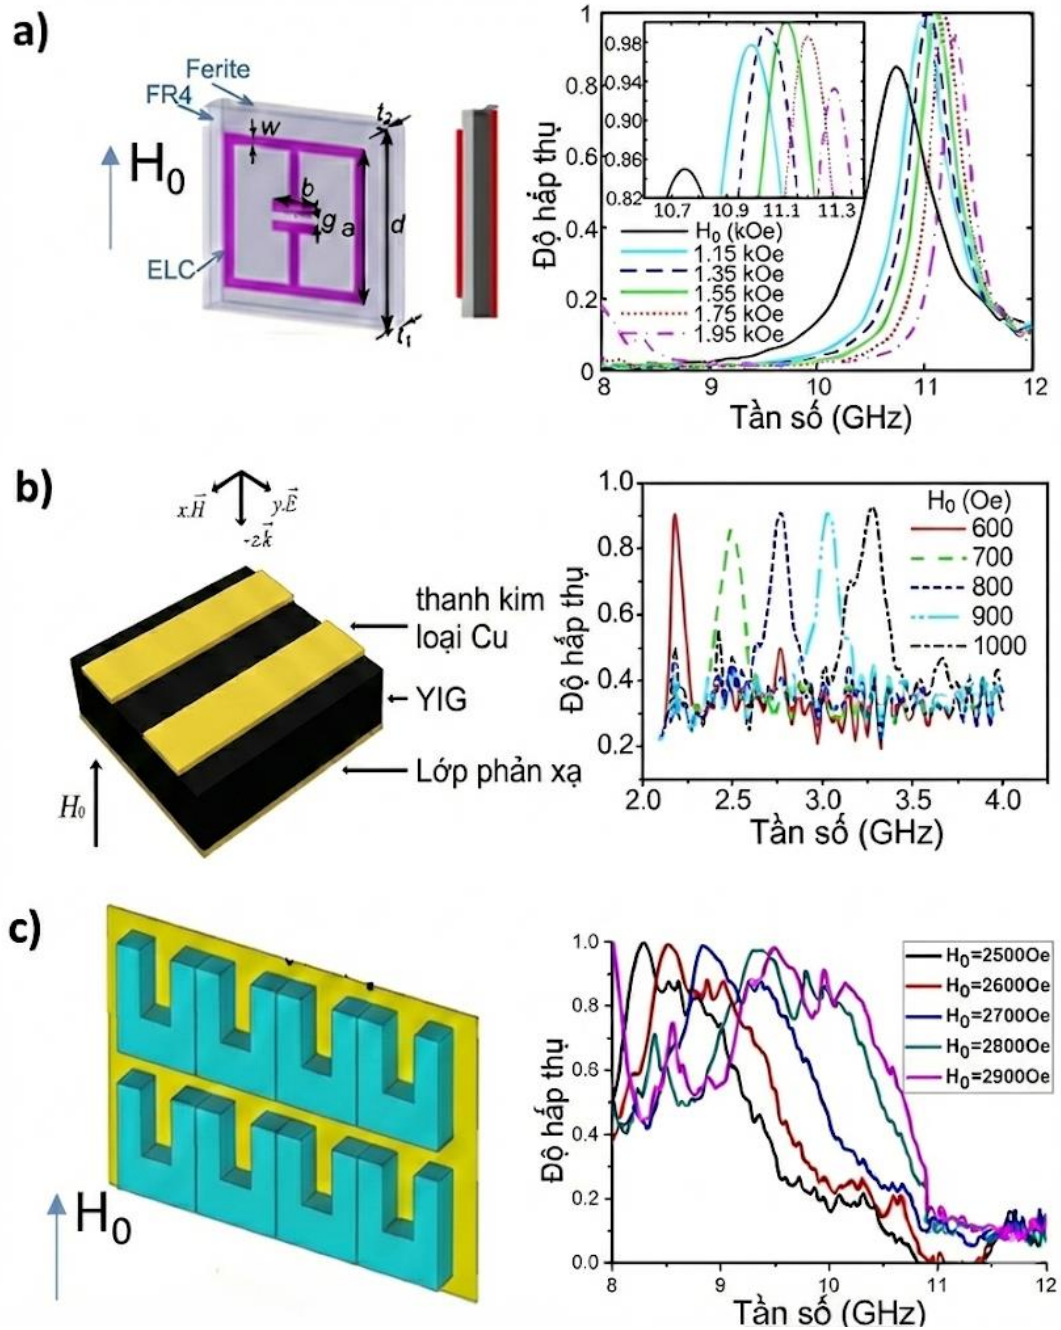 a)
Ferite
FR4
H₀
ELC
w
t₂
b
g
a
d
t₁
Độ hấp thụ
1
0.8
0.6
0.4
0.2
0
0.98
0.94
0.90
0.86
0.82
10.7 10.9 11.1 11.3
H₀ (kOe)
1.15 kOe
1.35 kOe
1.55 kOe
1.75 kOe
1.95 kOe
8 9 10 11 12
Tần số (GHz)
b)
x.H⃗ y.E⃗
-zk⃗
thanh kim
loại Cu
YIG
Lớp phản xạ
H₀
Độ hấp thụ
1.0
0.8
0.6
0.4
0.2
H₀ (Oe)
600
700
800
900
1000
2.0 2.5 3.0 3.5 4.0
Tần số (GHz)
c)
H₀
Độ hấp thụ
1.0
0.8
0.6
0.4
0.2
0.0
H₀=2500Oe
H₀=2600Oe
H₀=2700Oe
H₀=2800Oe
H₀=2900Oe
8 9 10 11 12
Tần số (GHz)